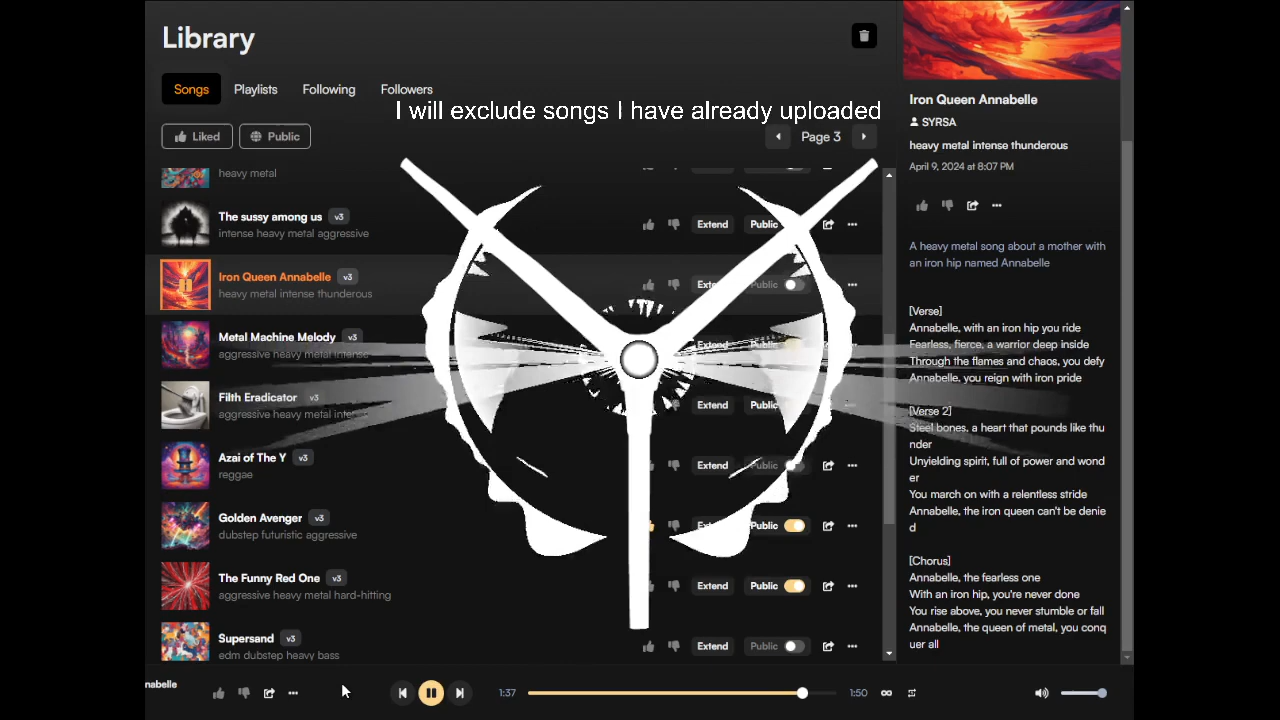 Library
Songs
Playlists
Following
Followers
I will exclude songs I have already uploaded
Liked
Public
Page 3
heavy metal
The sussy among us v3
intense heavy metal aggressive
Extend
Public
Iron Queen Annabelle v3
heavy metal intense thunderous
Public
Metal Machine Melody v3
aggressive heavy metal intense
Filth Eradicator v3
aggressive heavy metal
Extend
Public
Azai of The Y v3
reggae
Extend
Public
Golden Avenger v3
dubstep futuristic aggressive
Public
The Funny Red One v3
aggressive heavy metal hard-hitting
Extend
Public
Supersand v3
edm dubstep heavy bass
Extend
Public
Iron Queen Annabelle
SYRSA
heavy metal intense thunderous
April 9, 2024 at 8:07 PM
A heavy metal song about a mother with
an iron hip named Annabelle
[Verse]
Annabelle, with an iron hip you ride
Fearless, fierce, a warrior deep inside
Through the flames and chaos, you defy
Annabelle, you reign with iron pride
[Verse 2]
Steel bones, a heart that pounds like thu
nder
Unyielding spirit, full of power and wond
er
You march on with a relentless stride
Annabelle, the iron queen can't be denie
d
[Chorus]
Annabelle, the fearless one
With an iron hip, you're never done
You rise above, you never stumble or fall
Annabelle, the queen of metal, you conq
uer all
nabelle
1:37
1:50